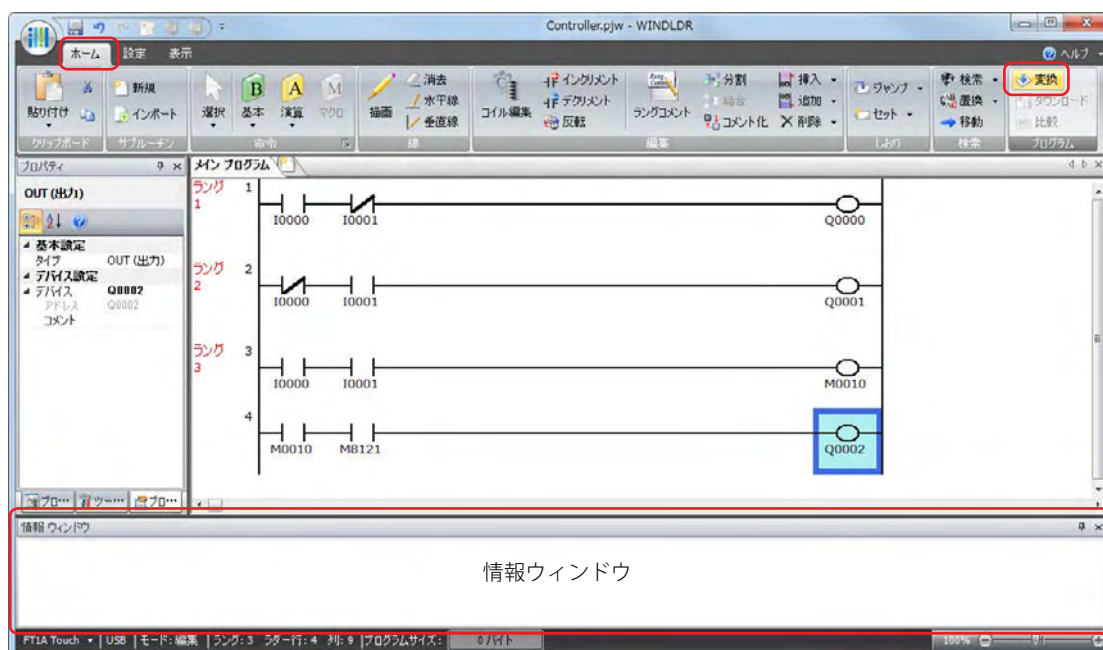 Controller.pjw - WINDLDR
ホーム 設定 表示 ヘルプ
貼り付け 新規 インポート 選択 基本 演算 マクロ 描画 消去 水平線 垂直線 コイル編集 インクリメント デクリメント 反転 ラングコメント 分割 結合 コメント化 挿入 追加 削除 ジャンプ セット 検索 置換 移動 変換 ダウンロード 比較
クリップボード サブルーチン 命令 線 編集 しおり 検索 プログラム
プロパティ
メイン プログラム
OUT (出力)
基本設定
タイプ OUT (出力)
デバイス設定
デバイス Q0002
アドレス Q0002
コメント
ラング 1
1
I0000 I0001 Q0000
ラング 2
2
I0000 I0001 Q0001
ラング 3
3
I0000 I0001 M0010
4
M0010 M8121 Q0002
プロ… ツー… プロ…
情報 ウィンドウ
情報ウィンドウ
FT1A Touch USB モード: 編集 ラング: 3 ラダー行: 4 列: 9 プログラムサイズ: 0 バイト 100%